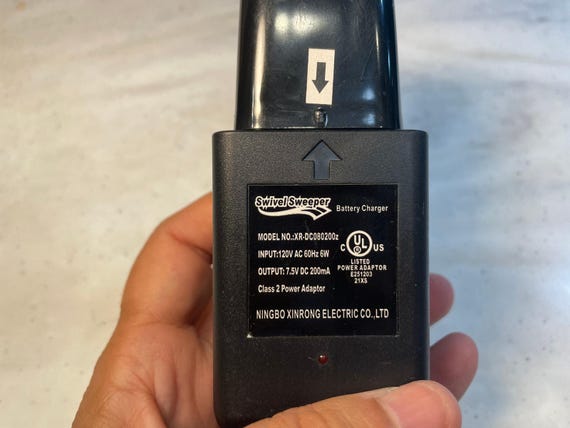 Swivel Sweeper
Battery Charger
MODEL NO.:XR-DC080200z
INPUT:120V AC 60Hz 6W
OUTPUT: 7.5V DC 200mA
Class 2 Power Adaptor
C UL US
LISTED
POWER ADAPTOR
E251203
21XS
NINGBO XINRONG ELECTRIC CO.,LTD